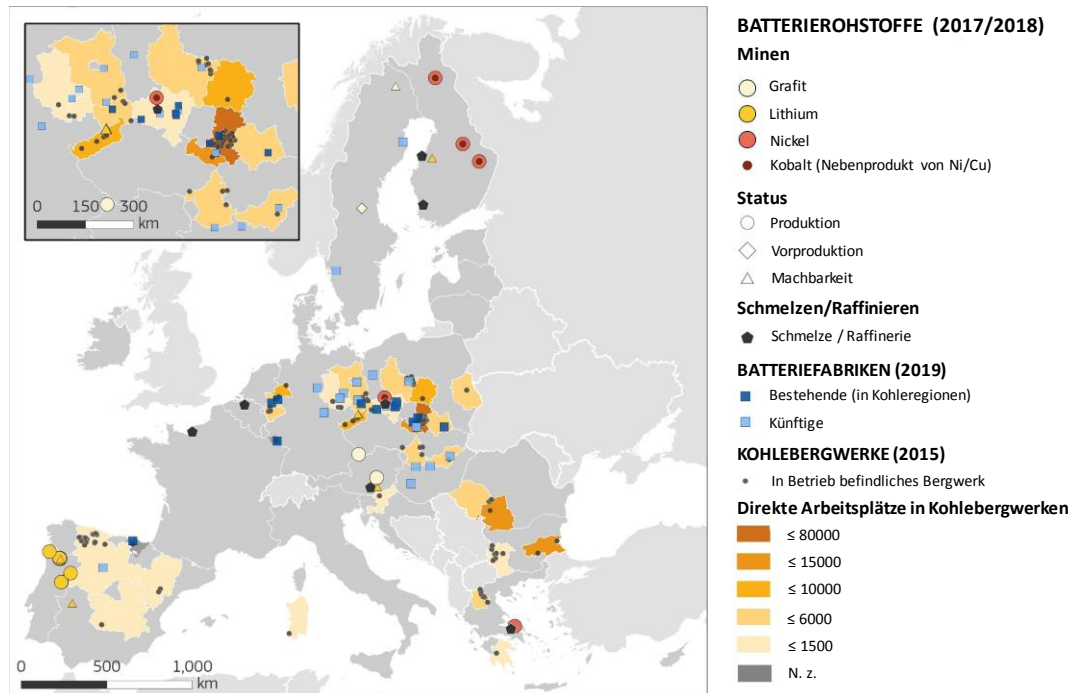 0 150 300
km
0 500 1,000
km
BATTERIEROHSTOFFE (2017/2018)
Minen
Grafit
Lithium
Nickel
Kobalt (Nebenprodukt von Ni/Cu)
Status
Produktion
Vorproduktion
Machbarkeit
Schmelzen/Raffinieren
Schmelze / Raffinerie
BATTERIEFABRIKEN (2019)
Bestehende (in Kohleregionen)
Künftige
KOHLEBERGWERKE (2015)
In Betrieb befindliches Bergwerk
Direkte Arbeitsplätze in Kohlebergwerken
≤ 80000
≤ 15000
≤ 10000
≤ 6000
≤ 1500
N. z.